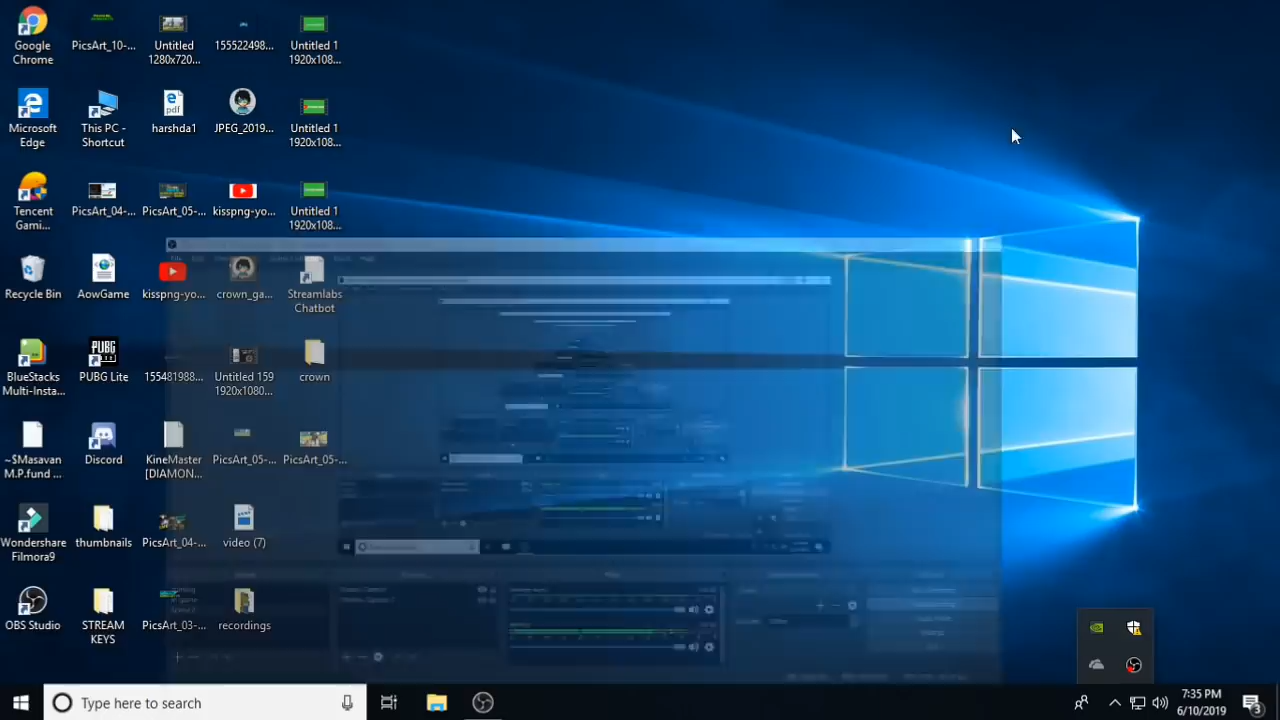 Google
Chrome
PicsArt_10-...
Untitled
1280x720...
155522498...
Untitled 1
1920x108...
Microsoft
Edge
This PC -
Shortcut
harshda1
JPEG_2019...
Untitled 1
1920x108...
Tencent
Gami...
PicsArt_04-...
PicsArt_05-...
kisspng-yo...
Untitled 1
1920x108...
Recycle Bin
AowGame
kisspng-yo...
crown_ga...
Streamlabs
Chatbot
BlueStacks
Multi-Insta...
PUBG Lite
155481988...
Untitled 159
1920x1080...
crown
~$Masavan
M.P.fund ...
Discord
KineMaster
[DIAMON...
PicsArt_05-...
PicsArt_05-...
Wondershare
Filmora9
thumbnails
PicsArt_04-...
video (7)
OBS Studio
STREAM
KEYS
PicsArt_03-...
recordings
Type here to search
7:35 PM
6/10/2019
3